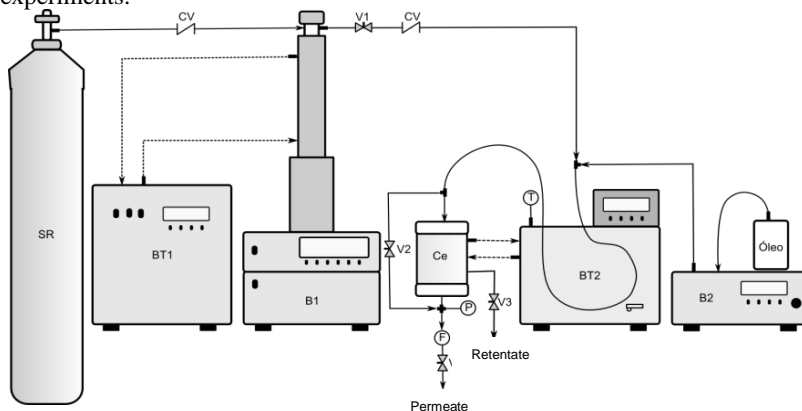 experiments.
CV
V1
CV
SR
BT1
B1
V2
Ce
P
V3
F
T
BT2
Óleo
B2
Retentate
Permeate